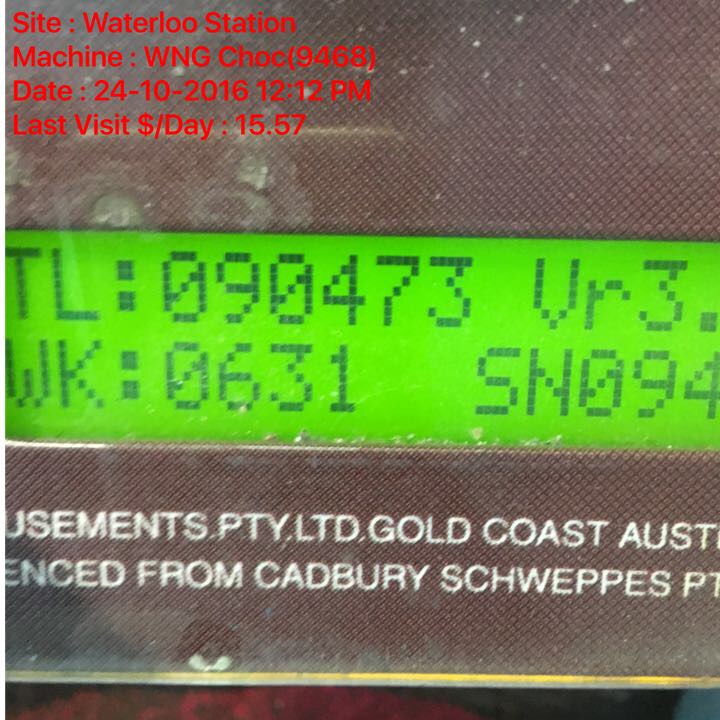 Site : Waterloo Station
Machine : WNG Choc(9468)
Date : 24-10-2016 12:12 PM
Last Visit $/Day : 15.57
TL:090473 Vr3.
WK:0631 SN094
USEMENTS.PTY.LTD.GOLD COAST AUST
ENCED FROM CADBURY SCHWEPPES PT